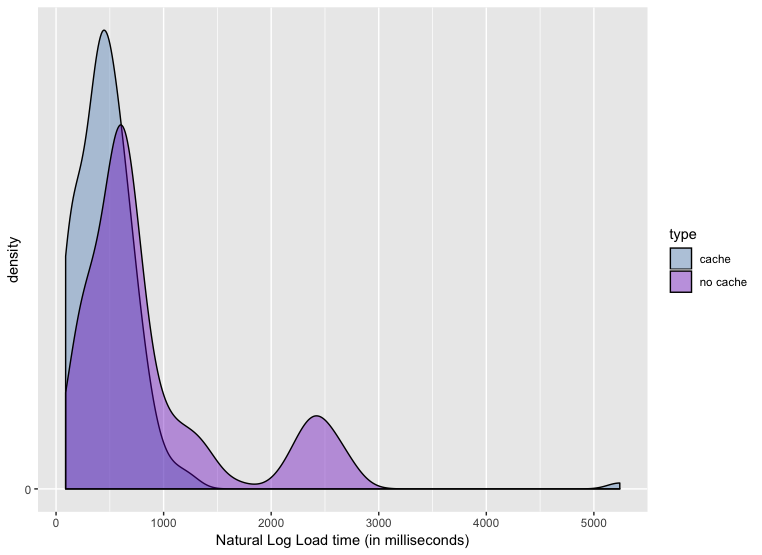 density
type
cache
no cache
0
0 1000 2000 3000 4000 5000
Natural Log Load time (in milliseconds)